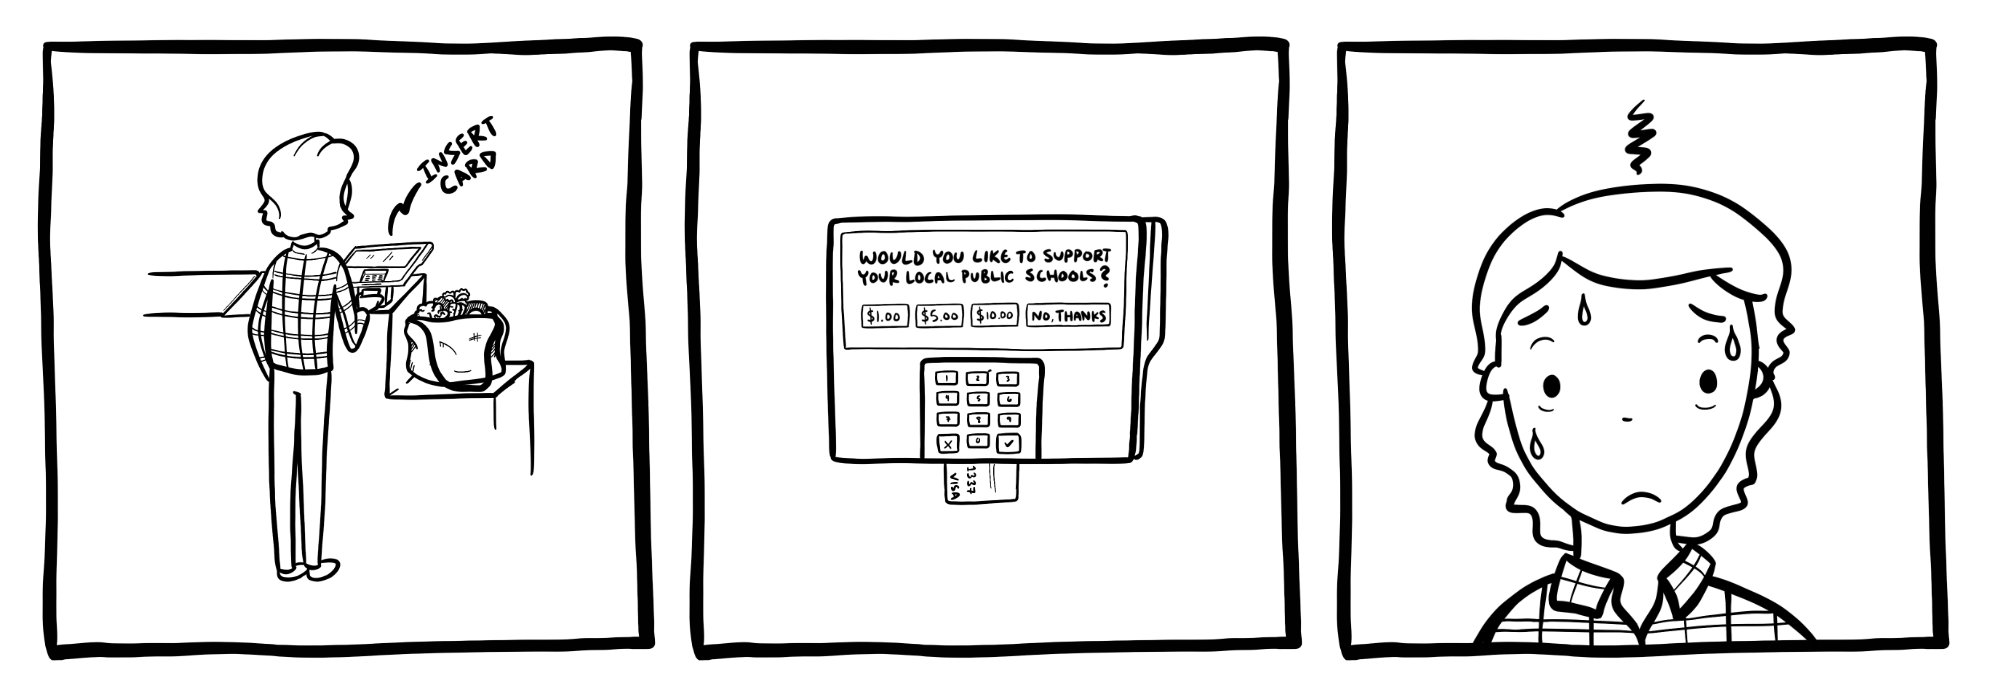 INSERT
CARD
WOULD YOU LIKE TO SUPPORT
YOUR LOCAL PUBLIC SCHOOLS?
$1.00 $5.00 $10.00 NO, THANKS
1 2 3
4 5 6
7 8 9
X 0 ✓
1337
VISA